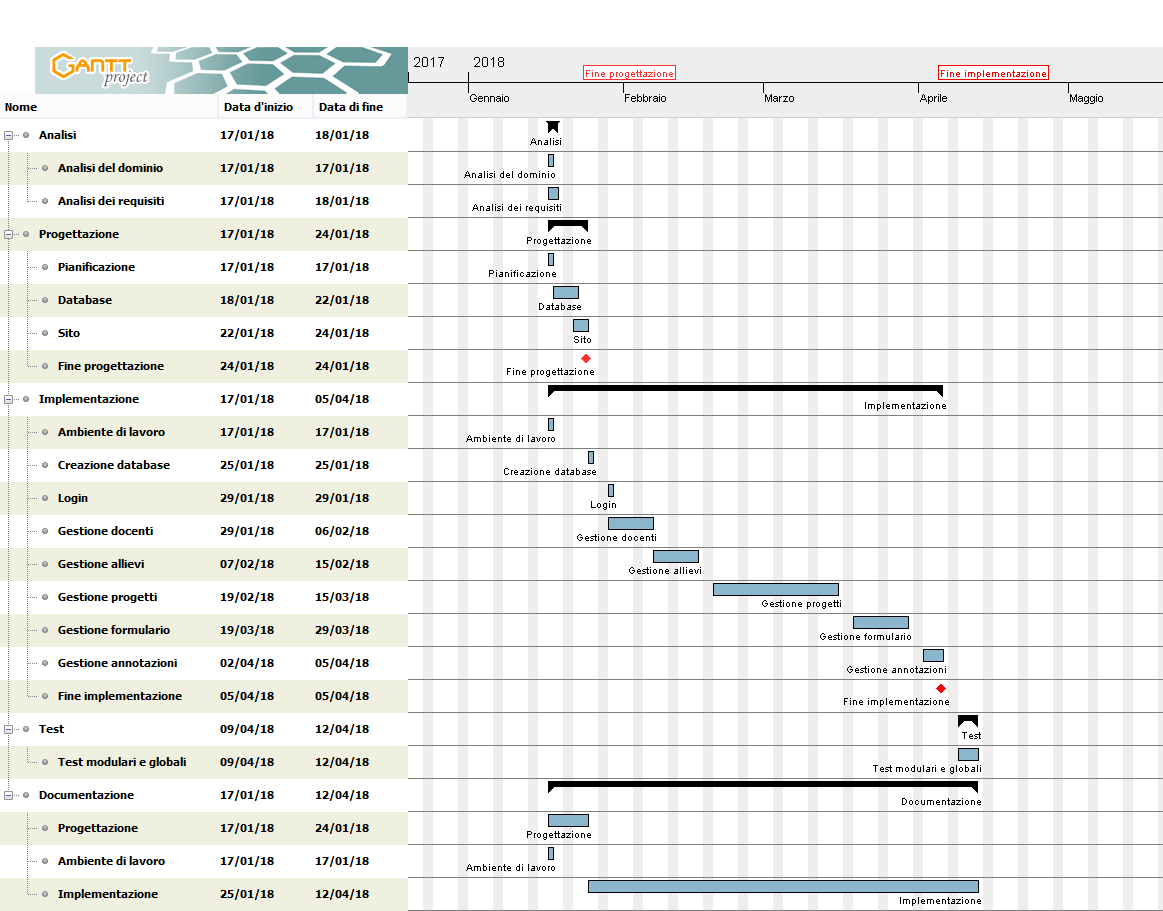 GANTT
project
2017 2018
Fine progettazione Fine implementazione
Gennaio Febbraio Marzo Aprile Maggio
Nome Data d'inizio Data di fine
Analisi 17/01/18 18/01/18
Analisi
Analisi del dominio 17/01/18 17/01/18
Analisi del dominio
Analisi dei requisiti 17/01/18 18/01/18
Analisi dei requisiti
Progettazione 17/01/18 24/01/18
Progettazione
Pianificazione 17/01/18 17/01/18
Pianificazione
Database 18/01/18 22/01/18
Database
Sito 22/01/18 24/01/18
Sito
Fine progettazione 24/01/18 24/01/18
Fine progettazione
Implementazione 17/01/18 05/04/18
Implementazione
Ambiente di lavoro 17/01/18 17/01/18
Ambiente di lavoro
Creazione database 25/01/18 25/01/18
Creazione database
Login 29/01/18 29/01/18
Login
Gestione docenti 29/01/18 06/02/18
Gestione docenti
Gestione allievi 07/02/18 15/02/18
Gestione allievi
Gestione progetti 19/02/18 15/03/18
Gestione progetti
Gestione formulario 19/03/18 29/03/18
Gestione formulario
Gestione annotazioni 02/04/18 05/04/18
Gestione annotazioni
Fine implementazione 05/04/18 05/04/18
Fine implementazione
Test 09/04/18 12/04/18
Test
Test modulari e globali 09/04/18 12/04/18
Test modulari e globali
Documentazione 17/01/18 12/04/18
Documentazione
Progettazione 17/01/18 24/01/18
Progettazione
Ambiente di lavoro 17/01/18 17/01/18
Ambiente di lavoro
Implementazione 25/01/18 12/04/18
Implementazione